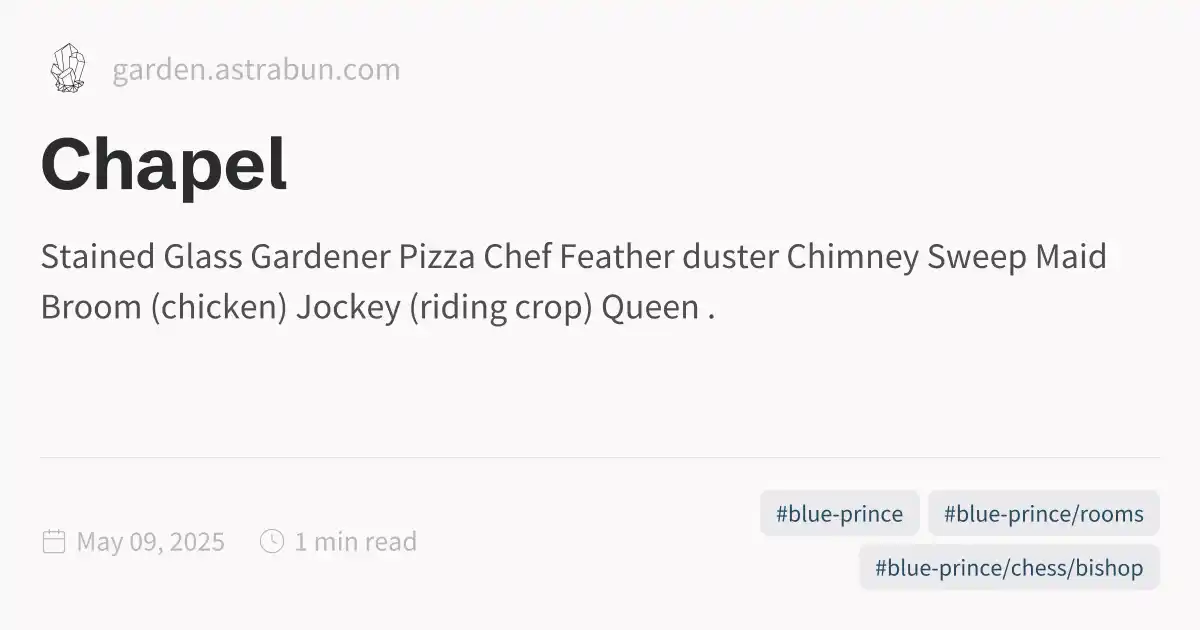 garden.astrabun.com
Chapel
Stained Glass Gardener Pizza Chef Feather duster Chimney Sweep Maid
Broom (chicken) Jockey (riding crop) Queen .
#blue-prince #blue-prince/rooms
May 09, 2025 1 min read
#blue-prince/chess/bishop